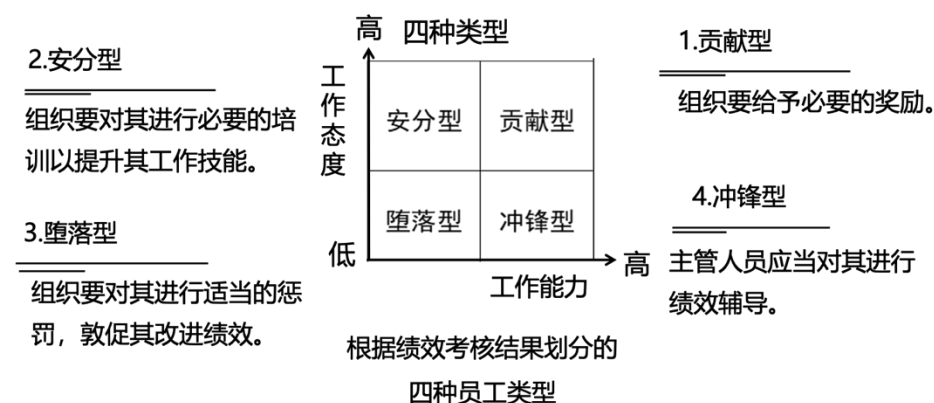 高 四种类型
1.贡献型
组织要给予必要的奖励。
2.安分型
组织要对其进行必要的培
训以提升其工作技能。
工作态度
安分型 贡献型
堕落型 冲锋型
低
高
工作能力
3.堕落型
组织要对其进行适当的惩
罚，敦促其改进绩效。
4.冲锋型
主管人员应当对其进行
绩效辅导。
根据绩效考核结果划分的
四种员工类型